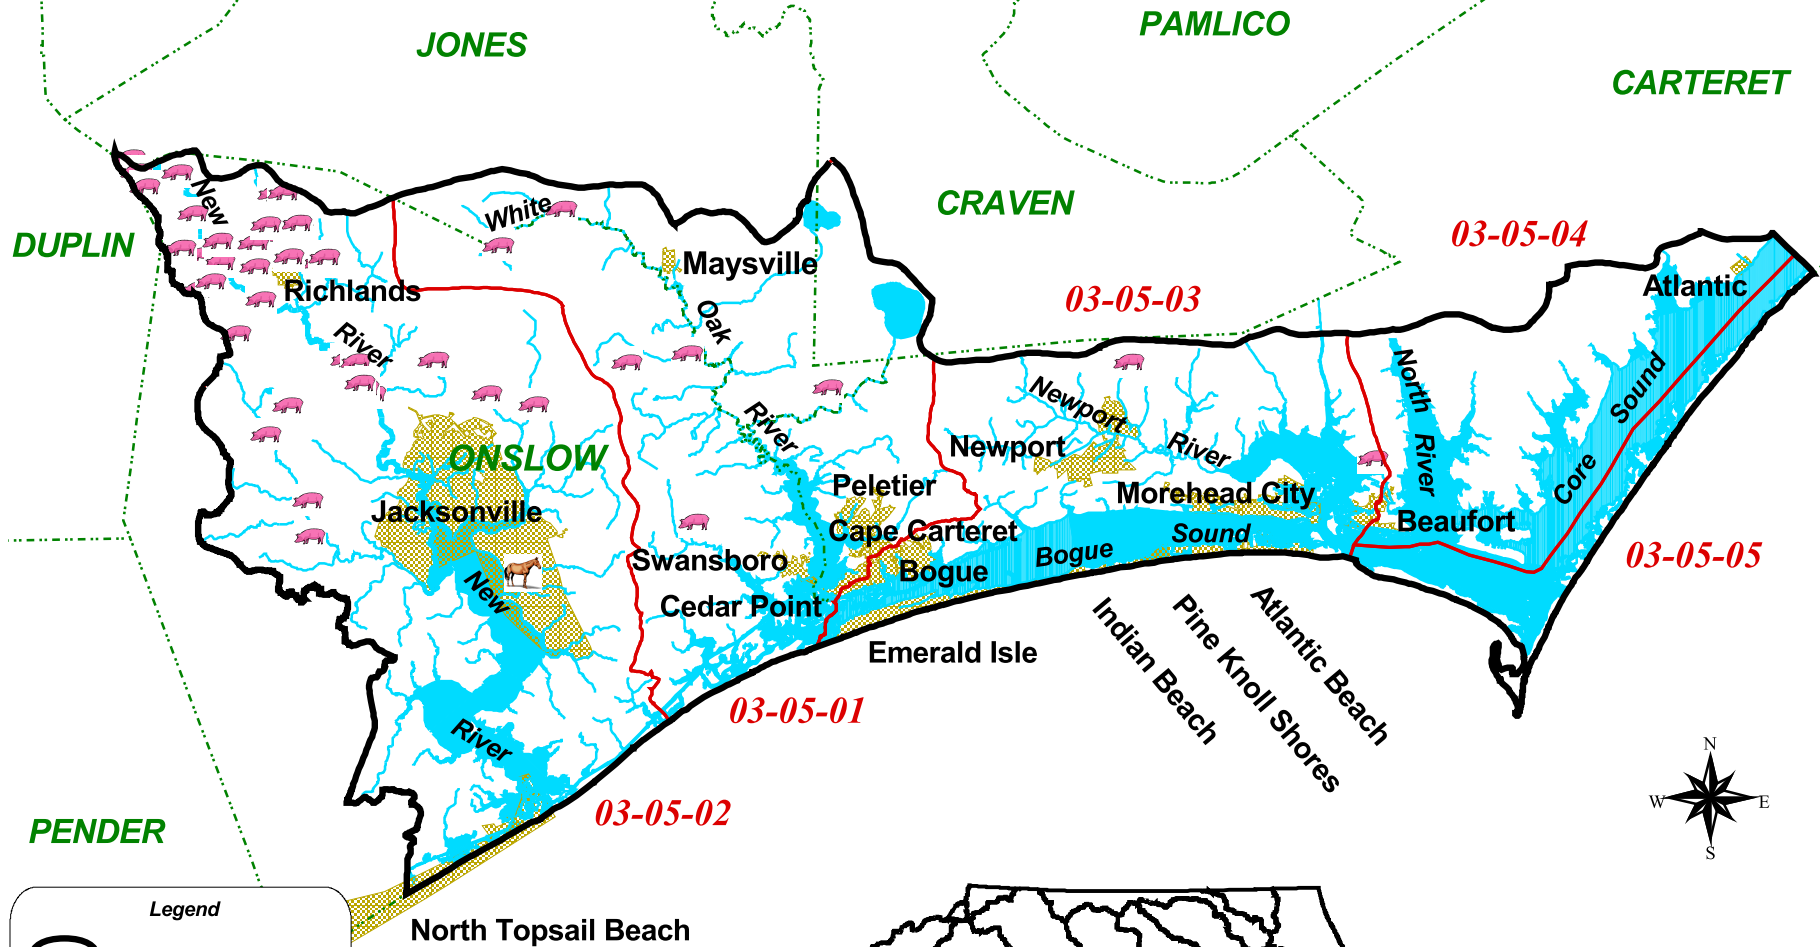 PAMLICO
JONES
CARTERET
CRAVEN
New
White
DUPLIN
03-05-04
Maysville
Richlands
Atlantic
03-05-03
Oak
River
North
Sound
Newport
River
Newport
River
ONSLOW
River
Core
Peletier
Morehead City
Jacksonville
Beaufort
Cape Carteret
Sound
Bogue
03-05-05
Swansboro
Bogue
New
Cedar Point
Emerald Isle
Indian Beach
Pine Knoll Shores
Atlantic Beach
03-05-01
River
N
W
E
S
03-05-02
PENDER
Legend
North Topsail Beach